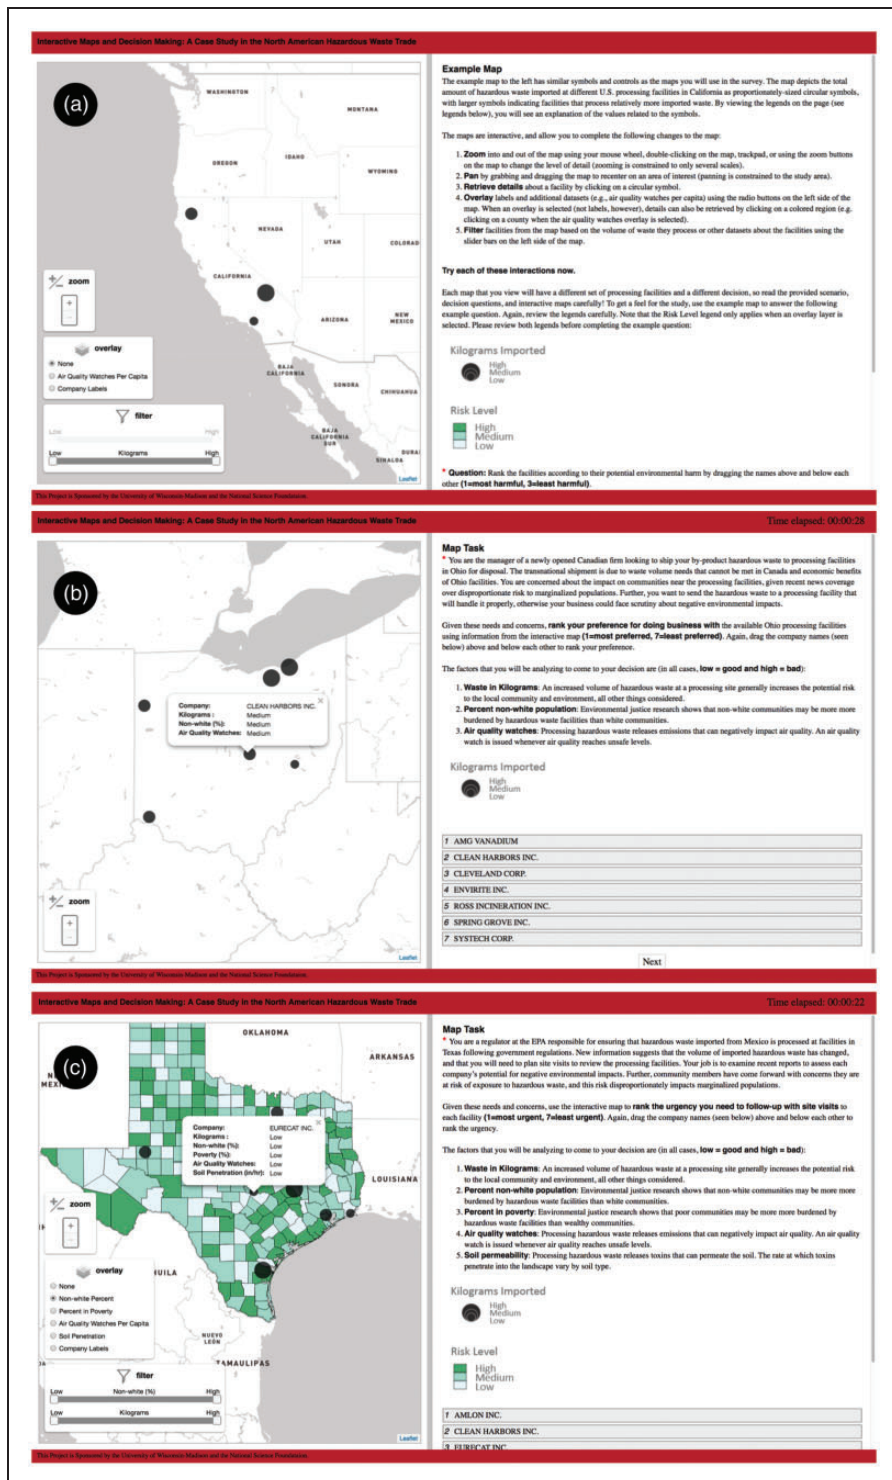 Interactive Maps and Decision Making: A Case Study in the North American Hazardous Waste Trade
(a)
WASHINGTON
MONTANA
OREGON
IDAHO
WYOMING
NEVADA
UTAH
COLORAD
CALIFORNIA
ARIZONA
NEW
MEXICO
BAJA
CALIFORNIA
SONORA
CHIHUAHUA
BAJA
CALIFORNIA
SUR
SINALOA
DURA
zoom
overlay
None
Air Quality Watches Per Capita
Company Labels
filter
Low High
Low Kilograms High
Leaflet
Example Map
The example map to the left has similar symbols and controls as the maps you will use in the survey. The map depicts the total
amount of hazardous waste imported at different U.S. processing facilities in California as proportionately-sized circular symbols,
with larger symbols indicating facilities that process relatively more imported waste. By viewing the legends on the page (see
legends below), you will see an explanation of the values related to the symbols.
The maps are interactive, and allow you to complete the following changes to the map:
1. Zoom into and out of the map using your mouse wheel, double-clicking on the map, trackpad, or using the zoom buttons
on the map to change the level of detail (zooming is constrained to only several scales).
2. Pan by grabbing and dragging the map to recenter on an area of interest (panning is constrained to the study area).
3. Retrieve details about a facility by clicking on a circular symbol.
4. Overlay labels and additional datasets (e.g., air quality watches per capita) using the radio buttons on the left side of the
map. When an overlay is selected (not labels, however), details can also be retrieved by clicking on a colored region (e.g.
clicking on a county when the air quality watches overlay is selected).
5. Filter facilities from the map based on the volume of waste they process or other datasets about the facilities using the
slider bars on the left side of the map.
Try each of these interactions now.
Each map that you view will have a different set of processing facilities and a different decision, so read the provided scenario,
decision questions, and interactive maps carefully! To get a feel for the study, use the example map to answer the following
example question. Again, review the legends carefully. Note that the Risk Level legend only applies when an overlay layer is
selected. Please review both legends before completing the example question:
Kilograms Imported
High
Medium
Low
Risk Level
High
Medium
Low
* Question: Rank the facilities according to their potential environmental harm by dragging the names above and below each
other (1=most harmful, 3=least harmful).
This Project is Sponsored by the University of Wisconsin-Madison and the National Science Foundation.
Interactive Maps and Decision Making: A Case Study in the North American Hazardous Waste Trade Time elapsed: 00:00:28
(b)
Company: CLEAN HARBORS INC.
Kilograms : Medium
Non-white (%): Medium
Air Quality Watches: Medium
zoom
Leaflet
Map Task
* You are the manager of a newly opened Canadian firm looking to ship your by-product hazardous waste to processing facilities
in Ohio for disposal. The transnational shipment is due to waste volume needs that cannot be met in Canada and economic benefits
of Ohio facilities. You are concerned about the impact on communities near the processing facilities, given recent news coverage
over disproportionate risk to marginalized populations. Further, you want to send the hazardous waste to a processing facility that
will handle it properly, otherwise your business could face scrutiny about negative environmental impacts.
Given these needs and concerns, rank your preference for doing business with the available Ohio processing facilities
using information from the interactive map (1=most preferred, 7=least preferred). Again, drag the company names (seen
below) above and below each other to rank your preference.
The factors that you will be analyzing to come to your decision are (in all cases, low = good and high = bad):
1. Waste in Kilograms: An increased volume of hazardous waste at a processing site generally increases the potential risk
to the local community and environment, all other things considered.
2. Percent non-white population: Environmental justice research shows that non-white communities may be more more
burdened by hazardous waste facilities than white communities.
3. Air quality watches: Processing hazardous waste releases emissions that can negatively impact air quality. An air quality
watch is issued whenever air quality reaches unsafe levels.
Kilograms Imported
High
Medium
Low
1 AMG VANADIUM
2 CLEAN HARBORS INC.
3 CLEVELAND CORP.
4 ENVIRITE INC.
5 ROSS INCINERATION INC.
6 SPRING GROVE INC.
7 SYSTECH CORP.
Next
This Project is Sponsored by the University of Wisconsin-Madison and the National Science Foundation.
Interactive Maps and Decision Making: A Case Study in the North American Hazardous Waste Trade Time elapsed: 00:00:22
(c)
OKLAHOMA
ARKANSAS
LOUISIANA
NUEVO
LEÓN
TAMAULIPAS
Company: EURECAT INC.
Kilograms : Low
Non-white (%): Low
Poverty (%): Low
Air Quality Watches: Low
Soil Penetration (in/hr): Low
zoom
overlay
None
Non-white Percent
Percent in Poverty
Air Quality Watches Per Capita
Soil Penetration
Company Labels
filter
Low Non-white (%) High
Low Kilograms High
Leaflet
Map Task
* You are a regulator at the EPA responsible for ensuring that hazardous waste imported from Mexico is processed at facilities in
Texas following government regulations. New information suggests that the volume of imported hazardous waste has changed,
and that you will need to plan site visits to review the processing facilities. Your job is to examine recent reports to assess each
company's potential for negative environmental impacts. Further, community members have come forward with concerns they are
at risk of exposure to hazardous waste, and this risk disproportionately impacts marginalized populations.
Given these needs and concerns, use the interactive map to rank the urgency you need to follow-up with site visits to
each facility (1=most urgent, 7=least urgent). Again, drag the company names (seen below) above and below each other to
rank the urgency.
The factors that you will be analyzing to come to your decision are (in all cases, low = good and high = bad):
1. Waste in Kilograms: An increased volume of hazardous waste at a processing site generally increases the potential risk
to the local community and environment, all other things considered.
2. Percent non-white population: Environmental justice research shows that non-white communities may be more more
burdened by hazardous waste facilities than white communities.
3. Percent in poverty: Environmental justice research shows that poor communities may be more more burdened by
hazardous waste facilities than wealthy communities.
4. Air quality watches: Processing hazardous waste releases emissions that can negatively impact air quality. An air quality
watch is issued whenever air quality reaches unsafe levels.
5. Soil permeability: Processing hazardous waste releases toxins that can permeate the soil. The rate at which toxins
penetrate into the landscape vary by soil type.
Kilograms Imported
High
Medium
Low
Risk Level
High
Medium
Low
1 AMLON INC.
2 CLEAN HARBORS INC.
3 EURECAT INC.
This Project is Sponsored by the University of Wisconsin-Madison and the National Science Foundation.